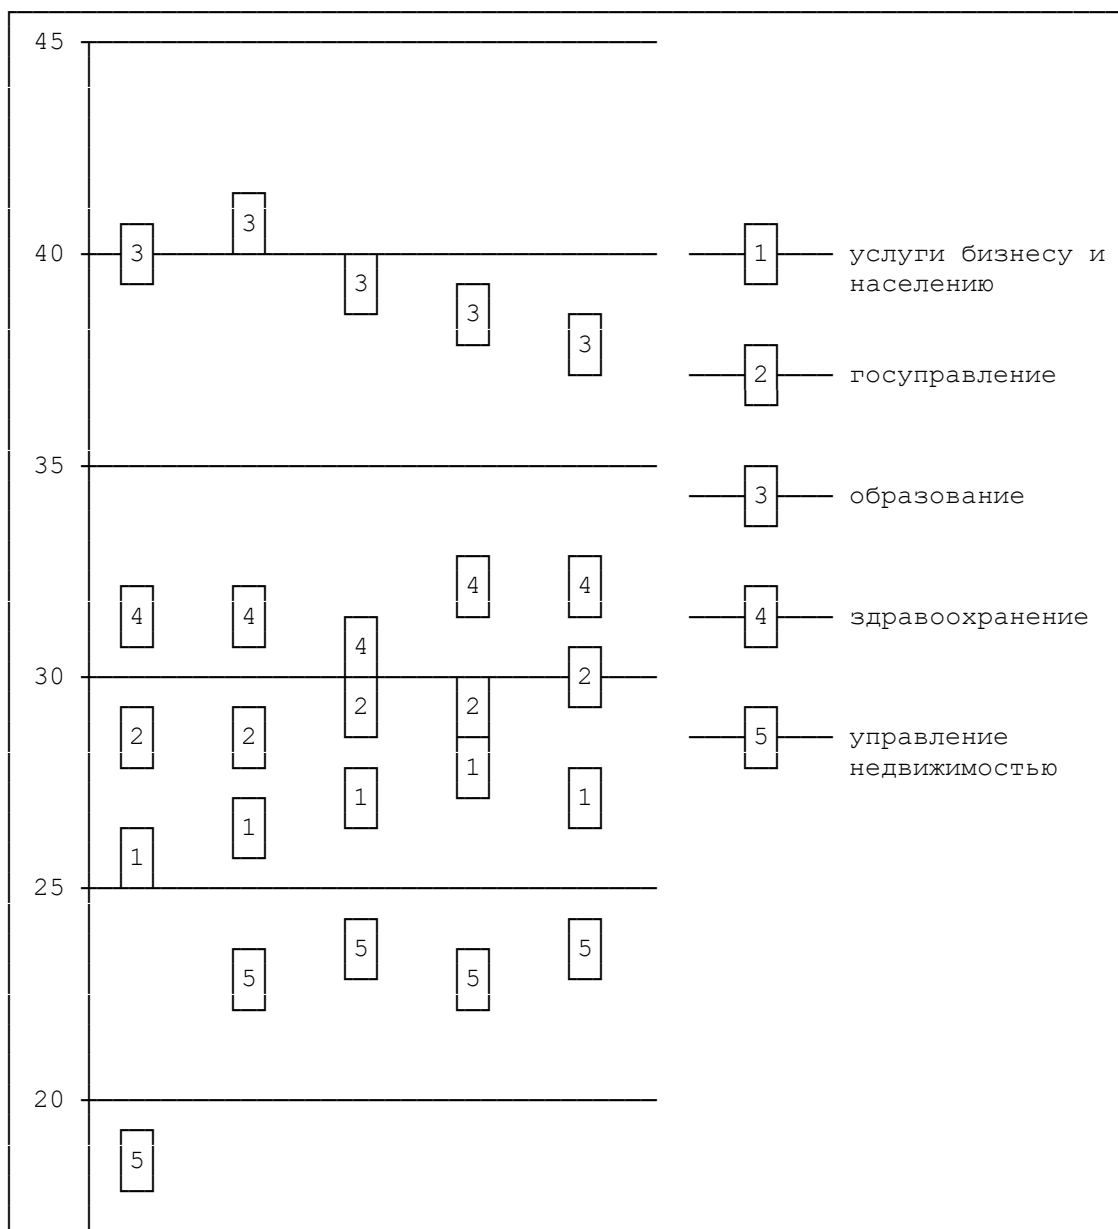 45
3
3
40 1 услуги бизнесу и
3 населению
3
3
2 госуправление
35
3 образование
4 4
4 4 4 здравоохранение
4
30 2
2 2
2 2 5 управление
1 недвижимостью
1 1
1
1
25
5 5
5 5
20
5